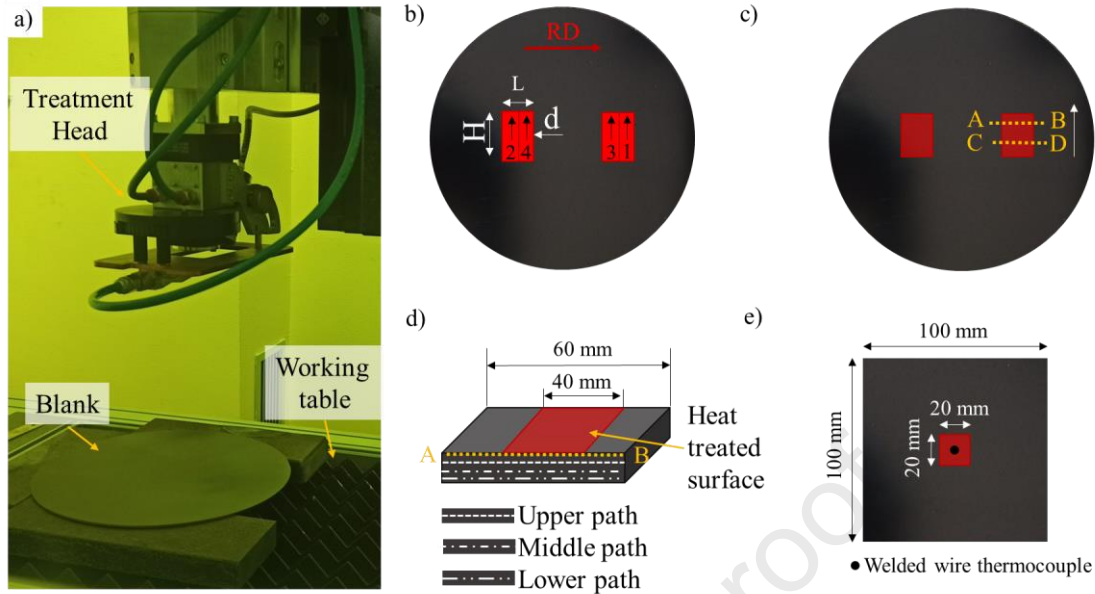 a)
Treatment
Head
Blank
Working
table
b)
RD
L
H
d
2 4
3 1
c)
A
B
C
D
d)
60 mm
40 mm
A
B
Heat
treated
surface
Upper path
Middle path
Lower path
e)
100 mm
100 mm
20 mm
20 mm
Welded wire thermocouple
roof